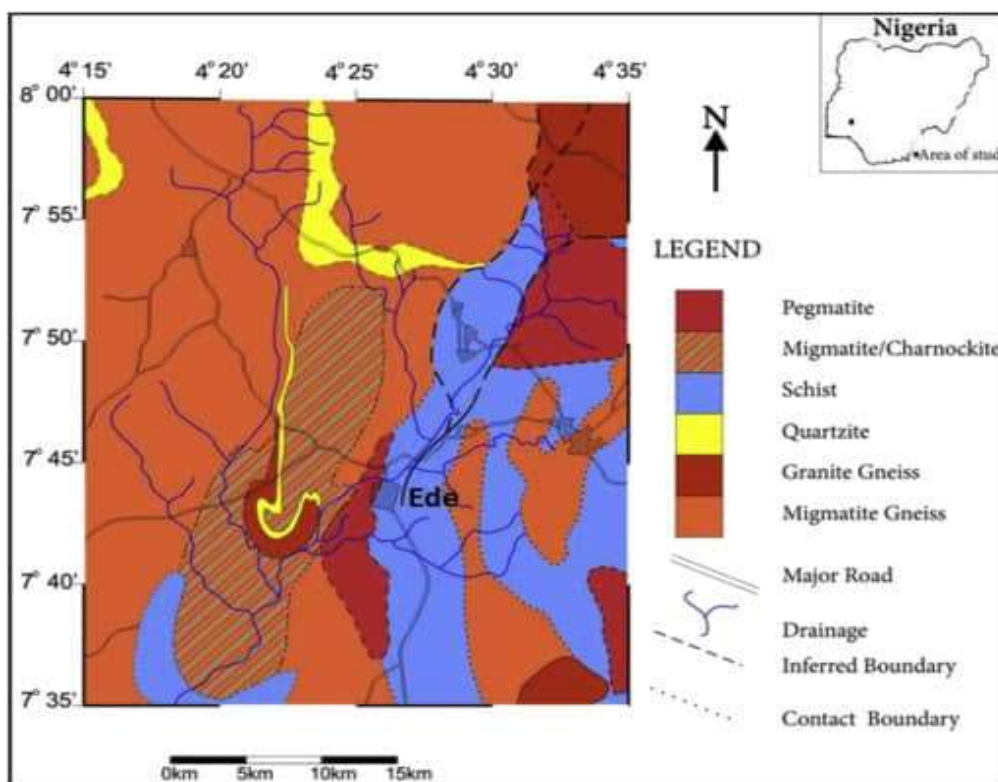 Nigeria
Area of stud
4° 15' 4° 20' 4° 25' 4° 30' 4° 35'
8° 00'
7° 55'
7° 50'
7° 45'
7° 40'
7° 35'
N
Ede
LEGEND
Pegmatite
Migmatite/Charnockite
Schist
Quartzite
Granite Gneiss
Migmatite Gneiss
Major Road
Drainage
Inferred Boundary
Contact Boundary
0km 5km 10km 15km